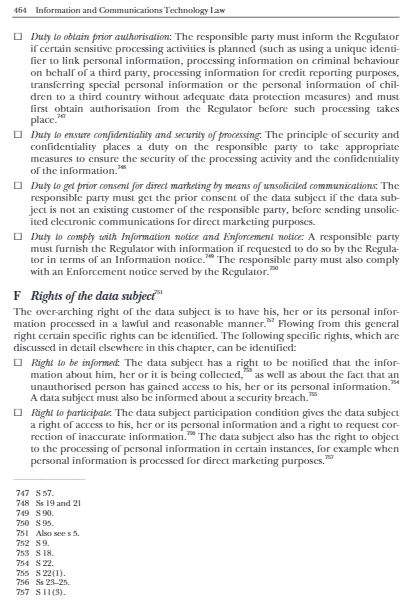 464 Information and Communications Technology Law
☐ Duty to obtain prior authorisation: The responsible party must inform the Regulator
if certain sensitive processing activities is planned (such as using a unique identi-
fier to link personal information, processing information on criminal behaviour
on behalf of a third party, processing information for credit reporting purposes,
transferring special personal information or the personal information of chil-
dren to a third country without adequate data protection measures) and must
first obtain authorisation from the Regulator before such processing takes
place.747
☐ Duty to ensure confidentiality and security of processing: The principle of security and
confidentiality places a duty on the responsible party to take appropriate
measures to ensure the security of the processing activity and the confidentiality
of the information.748
☐ Duty to get prior consent for direct marketing by means of unsolicited communications: The
responsible party must get the prior consent of the data subject if the data sub-
ject is not an existing customer of the responsible party, before sending unsolic-
ited electronic communications for direct marketing purposes.
☐ Duty to comply with Information notice and Enforcement notice: A responsible party
must furnish the Regulator with information if requested to do so by the Regula-
tor in terms of an Information notice.749 The responsible party must also comply
with an Enforcement notice served by the Regulator.750
F Rights of the data subject751
The over-arching right of the data subject is to have his, her or its personal infor-
mation processed in a lawful and reasonable manner.752 Flowing from this general
right certain specific rights can be identified. The following specific rights, which are
discussed in detail elsewhere in this chapter, can be identified:
☐ Right to be informed: The data subject has a right to be notified that the infor-
mation about him, her or it is being collected,753 as well as about the fact that an
unauthorised person has gained access to his, her or its personal information.754
A data subject must also be informed about a security breach.755
☐ Right to participate: The data subject participation condition gives the data subject
a right of access to his, her or its personal information and a right to request cor-
rection of inaccurate information.756 The data subject also has the right to object
to the processing of personal information in certain instances, for example when
personal information is processed for direct marketing purposes.757
747 S 57.
748 Ss 19 and 21
749 S 90.
750 S 95.
751 Also see s 5.
752 S 9.
753 S 18.
754 S 22.
755 S 22(1).
756 Ss 23–25.
757 S 11(3).